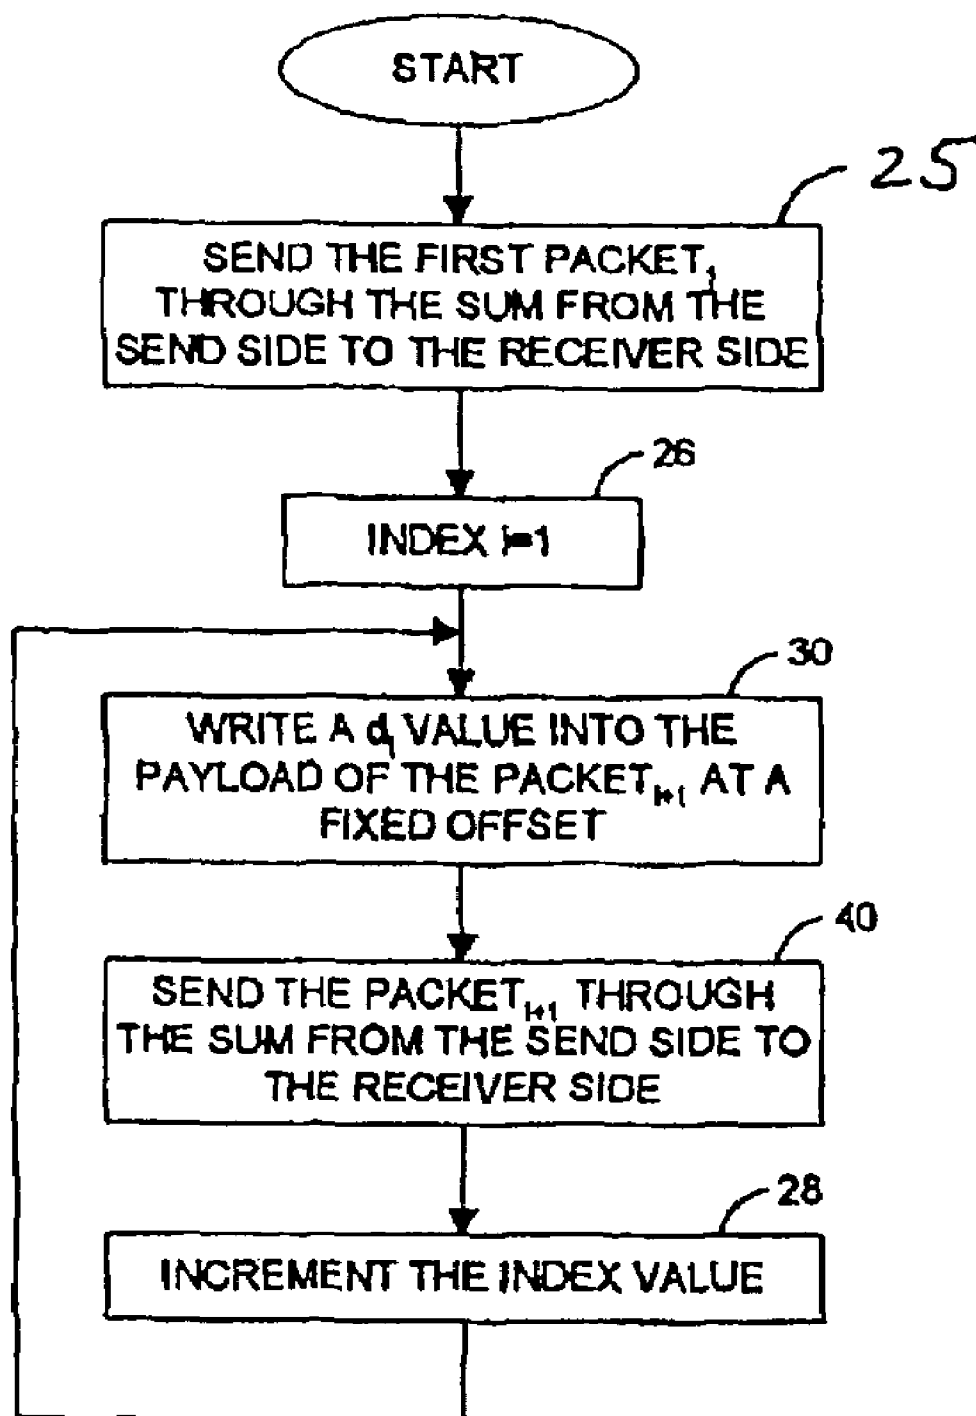 START
25
SEND THE FIRST PACKET₁
THROUGH THE SUM FROM THE
SEND SIDE TO THE RECEIVER SIDE
26
INDEX i=1
30
WRITE A dᵢ VALUE INTO THE
PAYLOAD OF THE PACKETᵢ₊₁ AT A
FIXED OFFSET
40
SEND THE PACKETᵢ₊₁ THROUGH
THE SUM FROM THE SEND SIDE TO
THE RECEIVER SIDE
28
INCREMENT THE INDEX VALUE